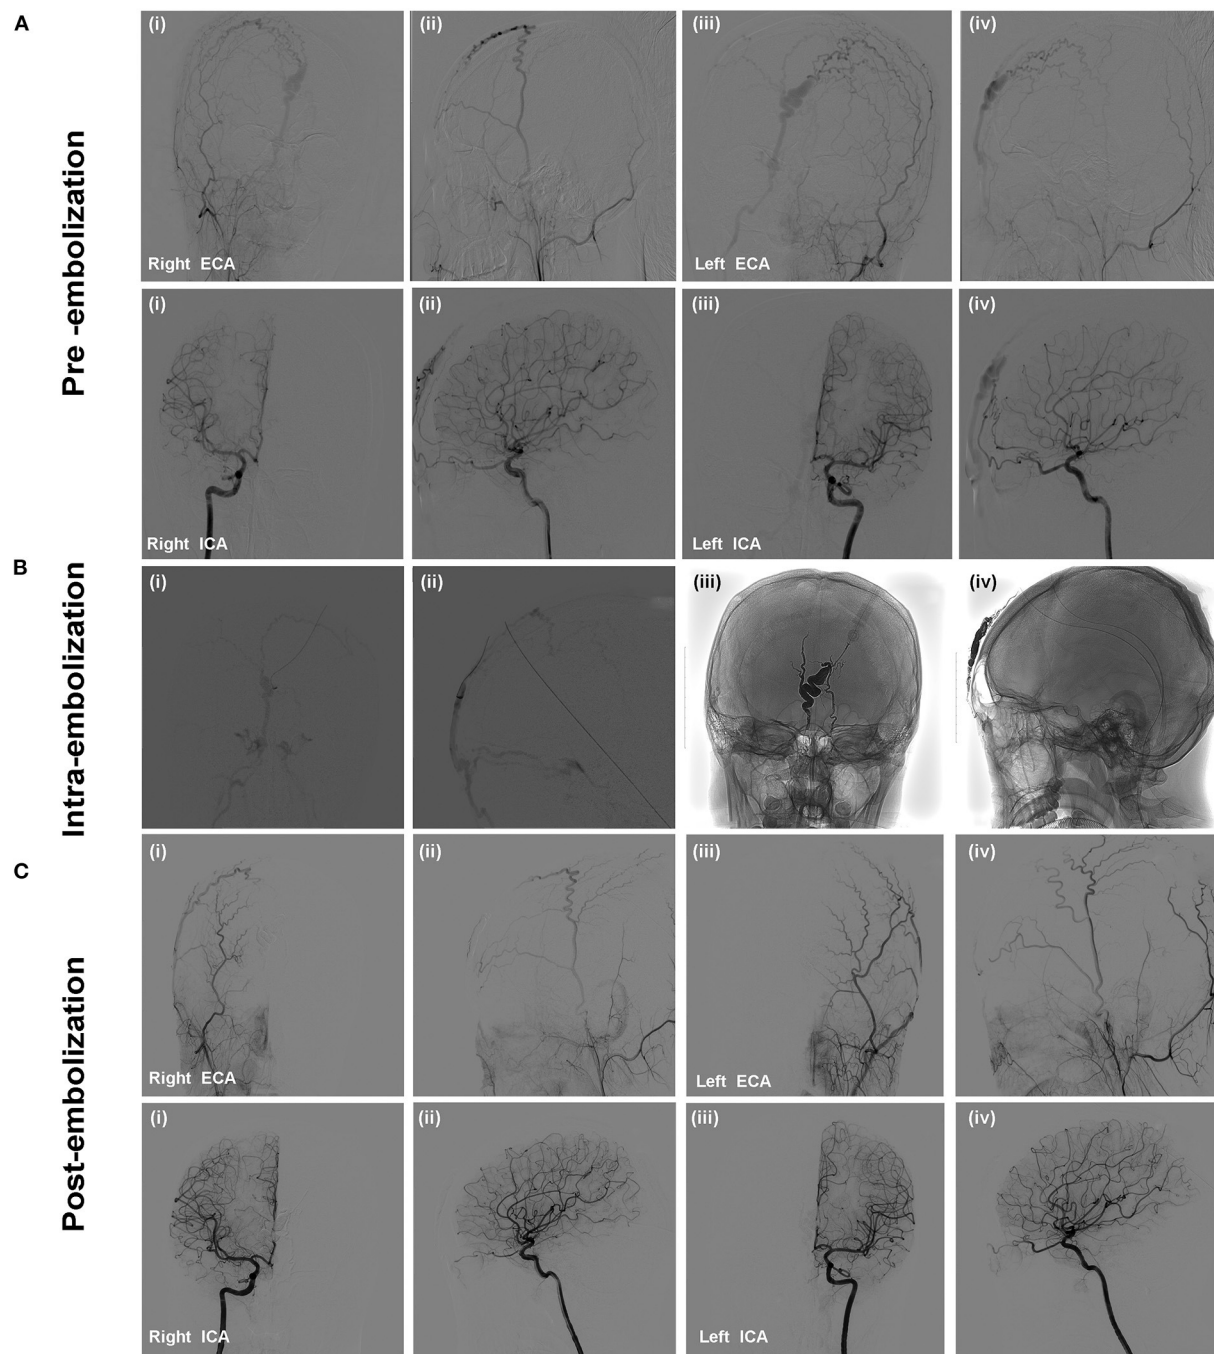 A
Pre -embolization
(i)
(ii)
(iii)
(iv)
Right ECA
Left ECA
(i)
(ii)
(iii)
(iv)
Right ICA
Left ICA
B
Intra-embolization
(i)
(ii)
(iii)
(iv)
C
Post-embolization
(i)
(ii)
(iii)
(iv)
Right ECA
Left ECA
(i)
(ii)
(iii)
(iv)
Right ICA
Left ICA